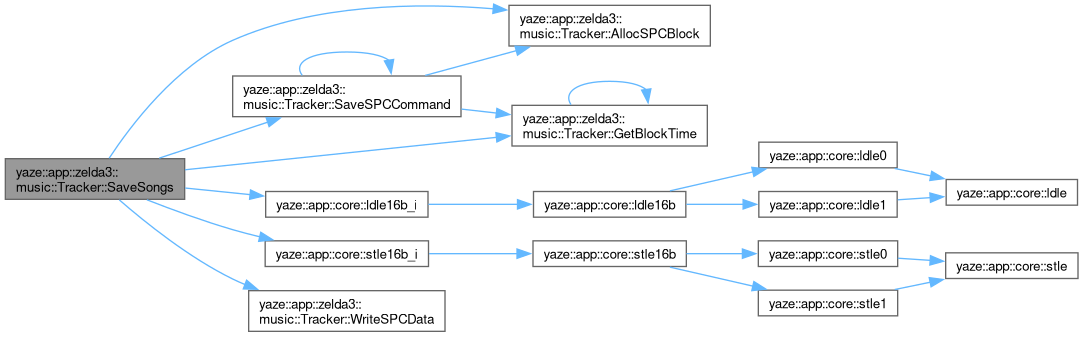 yaze::app::zelda3::
music::Tracker::AllocSPCBlock
yaze::app::zelda3::
music::Tracker::SaveSPCCommand
yaze::app::zelda3::
music::Tracker::GetBlockTime
yaze::app::zelda3::
music::Tracker::SaveSongs
yaze::app::core::ldle16b_i
yaze::app::core::ldle16b
yaze::app::core::ldle0
yaze::app::core::ldle1
yaze::app::core::ldle
yaze::app::core::stle16b_i
yaze::app::core::stle16b
yaze::app::core::stle0
yaze::app::core::stle1
yaze::app::core::stle
yaze::app::zelda3::
music::Tracker::WriteSPCData